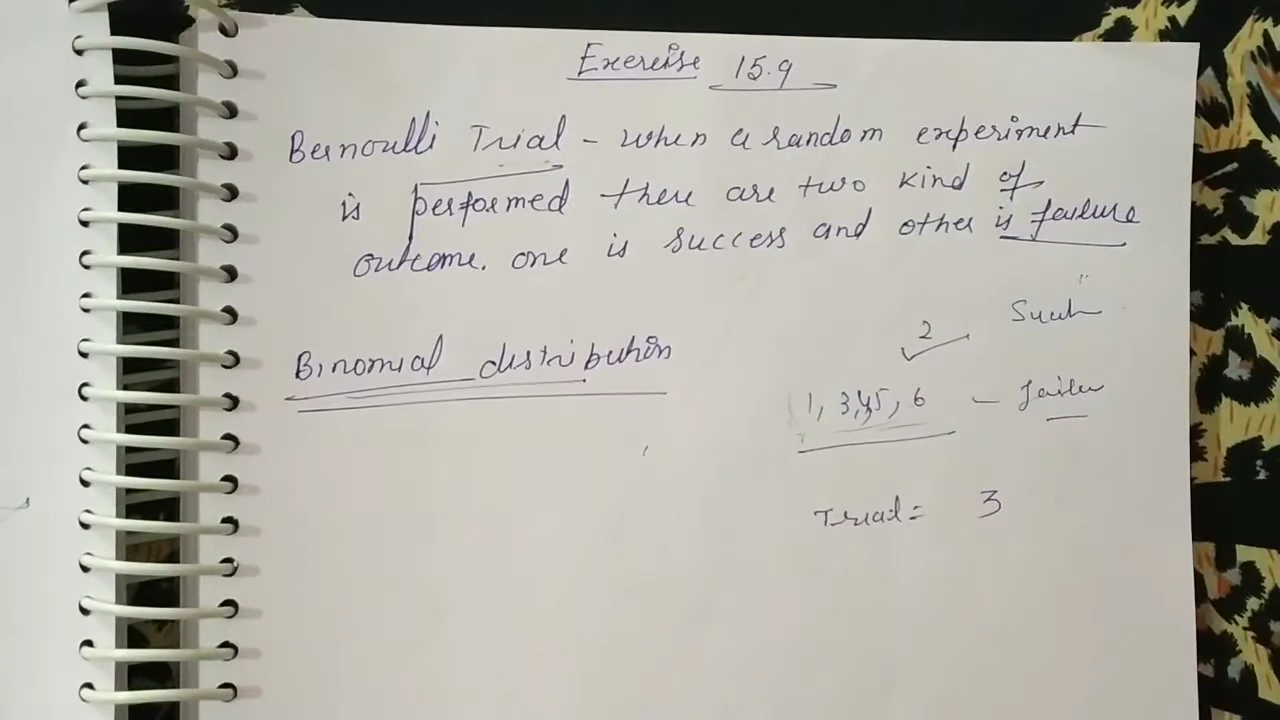 Exercise 15.9
Bernoulli Trial - when a random experiment
is performed there are two kind of
outcome. one is success and other is failure
Binomial distribution
2
1, 3, 4, 5, 6 -
Trial = 3